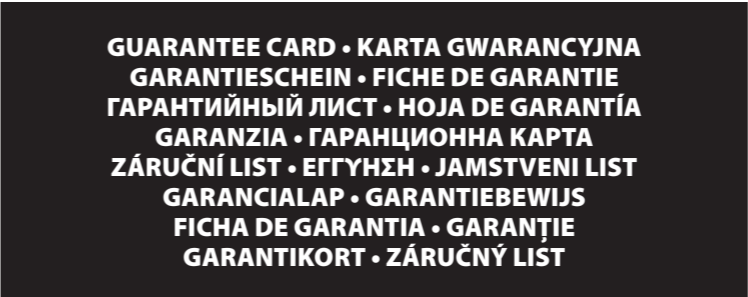 GUARANTEE CARD • KARTA GWARANCYJNA
GARANTIESCHEIN • FICHE DE GARANTIE
ГАРАНТИЙНЫЙ ЛИСТ • HOJA DE GARANTÍA
GARANZIA • ГАРАНЦИОННА КАРТА
ZÁRUČNÍ LIST • ΕΓΓΥΗΣΗ • JAMSTVENI LIST
GARANCIALAP • GARANTIEBEWIJS
FICHA DE GARANTIA • GARANȚIE
GARANTIKORT • ZÁRUČNÝ LIST